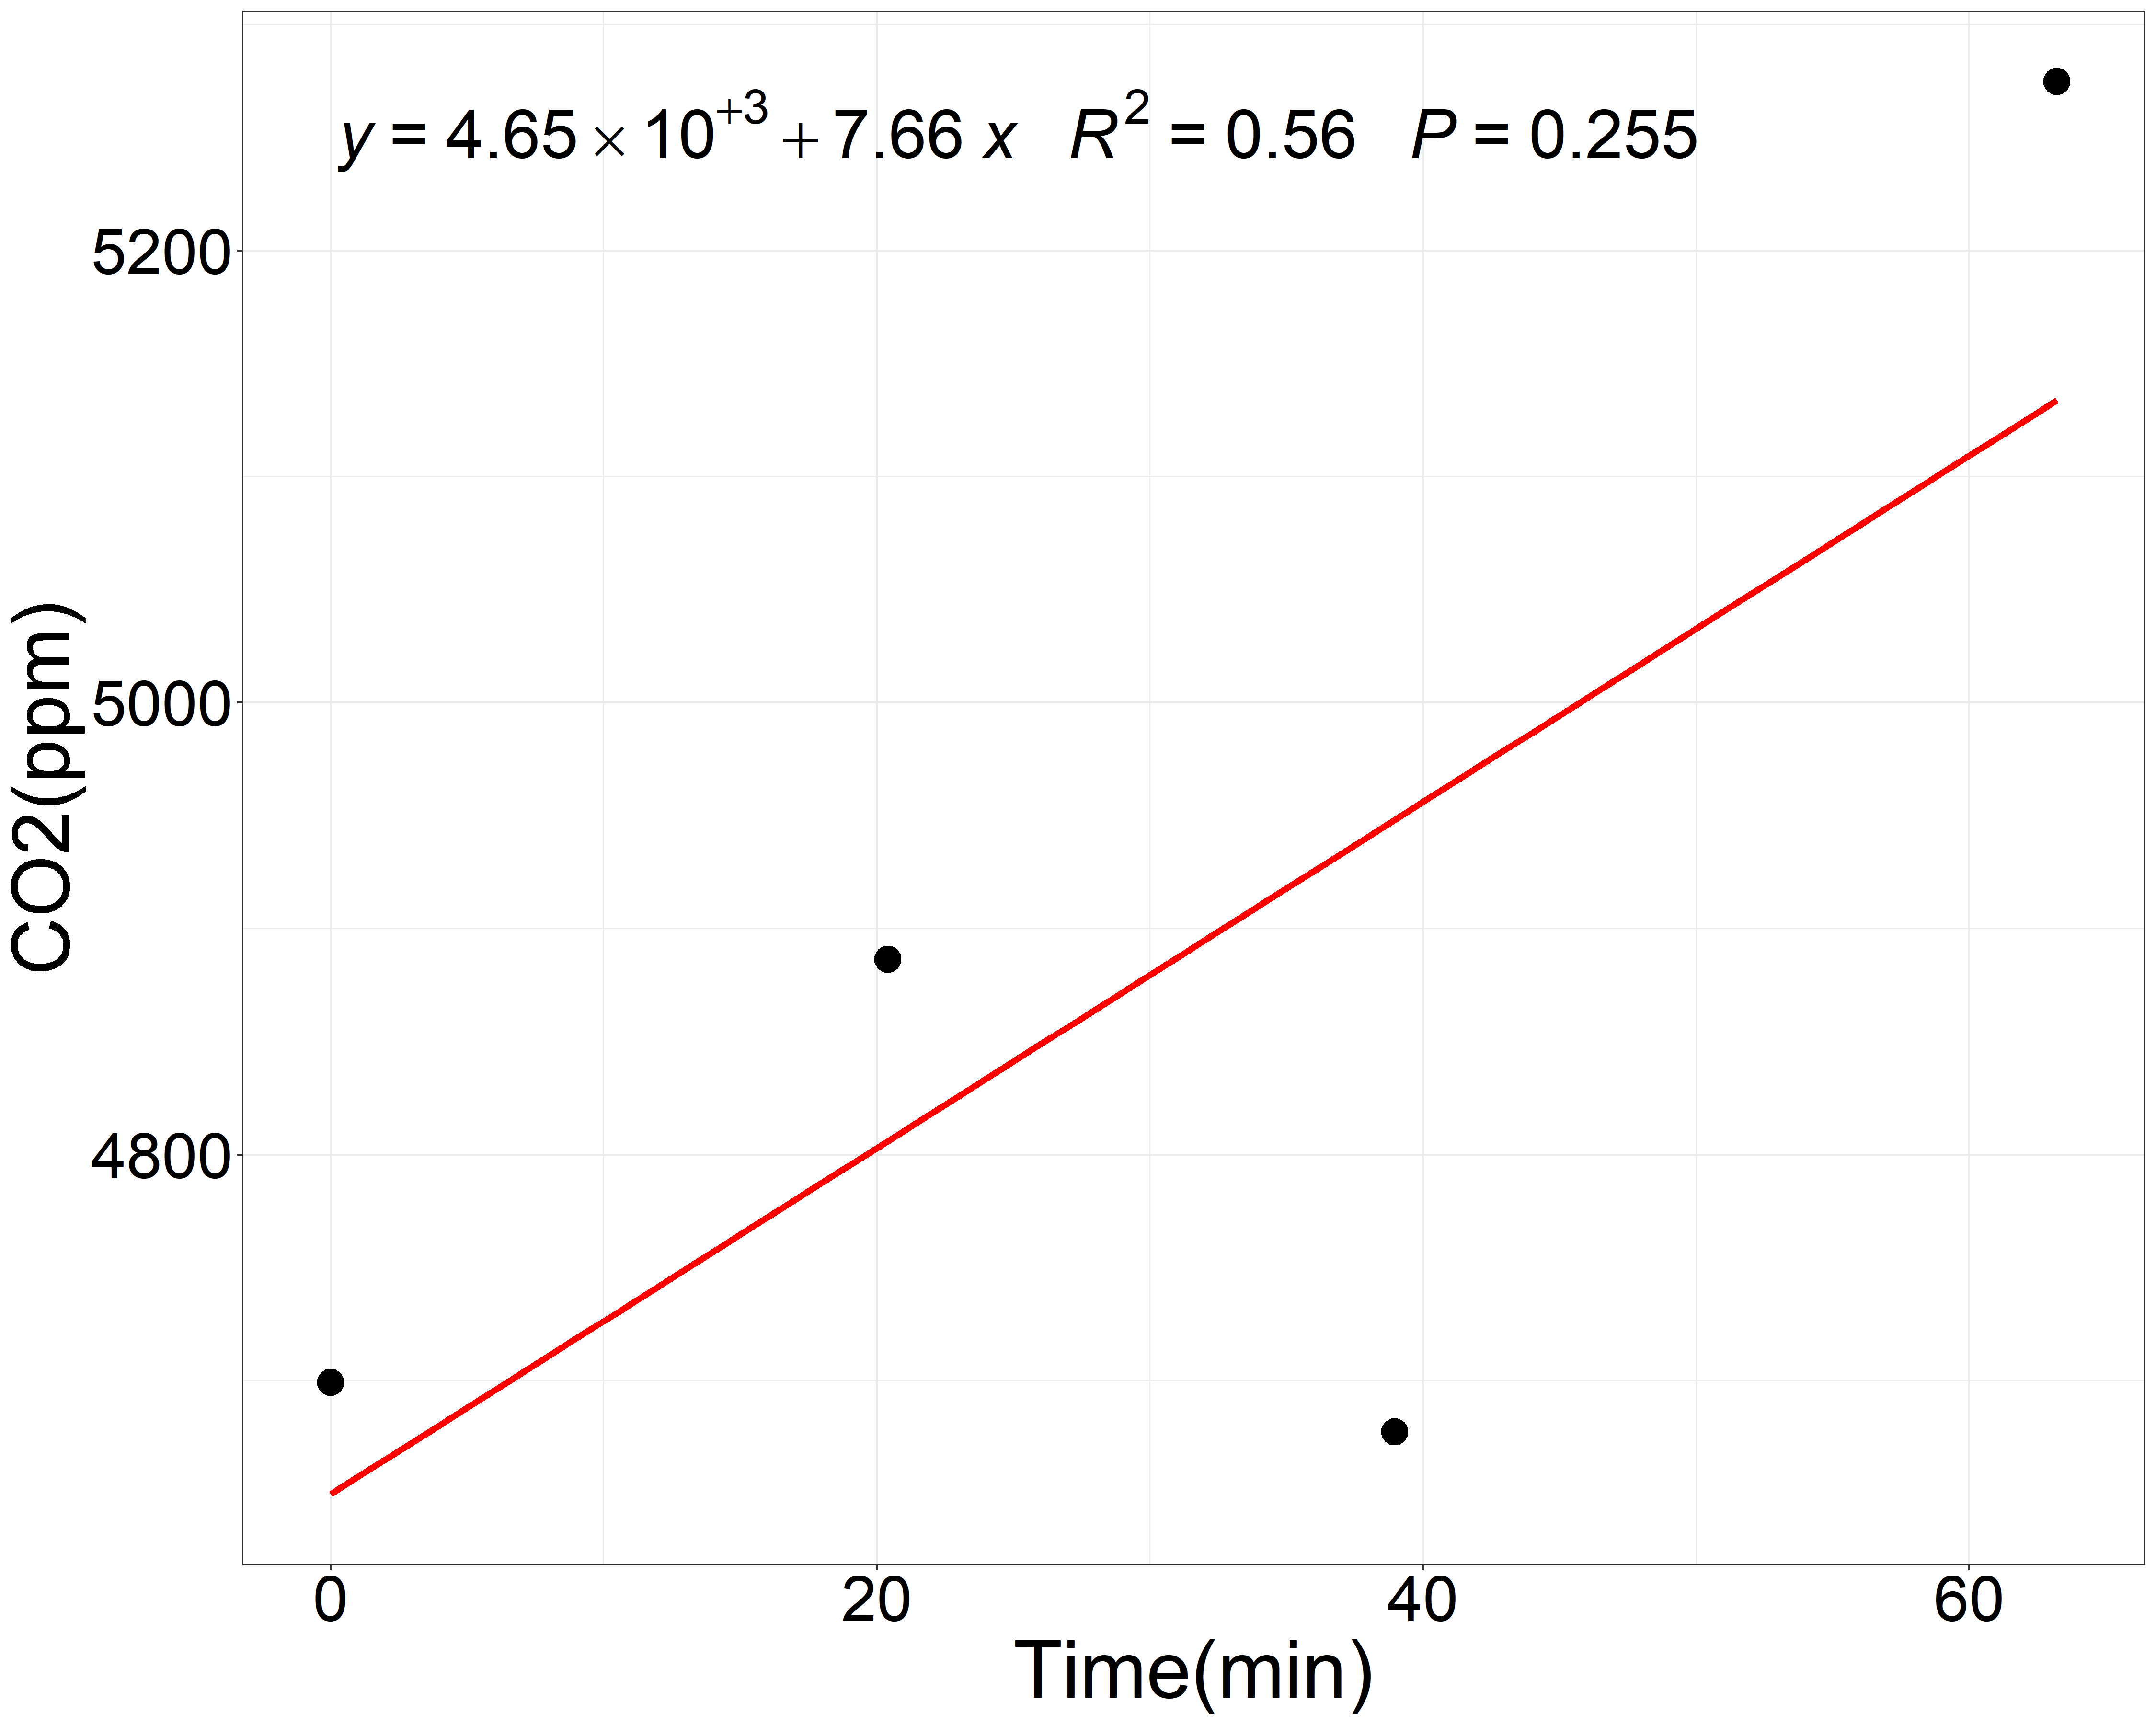 y = 4.65 × 10⁺³ + 7.66 x R² = 0.56 P = 0.255
5200
5000
4800
CO2(ppm)
0 20 40 60
Time(min)